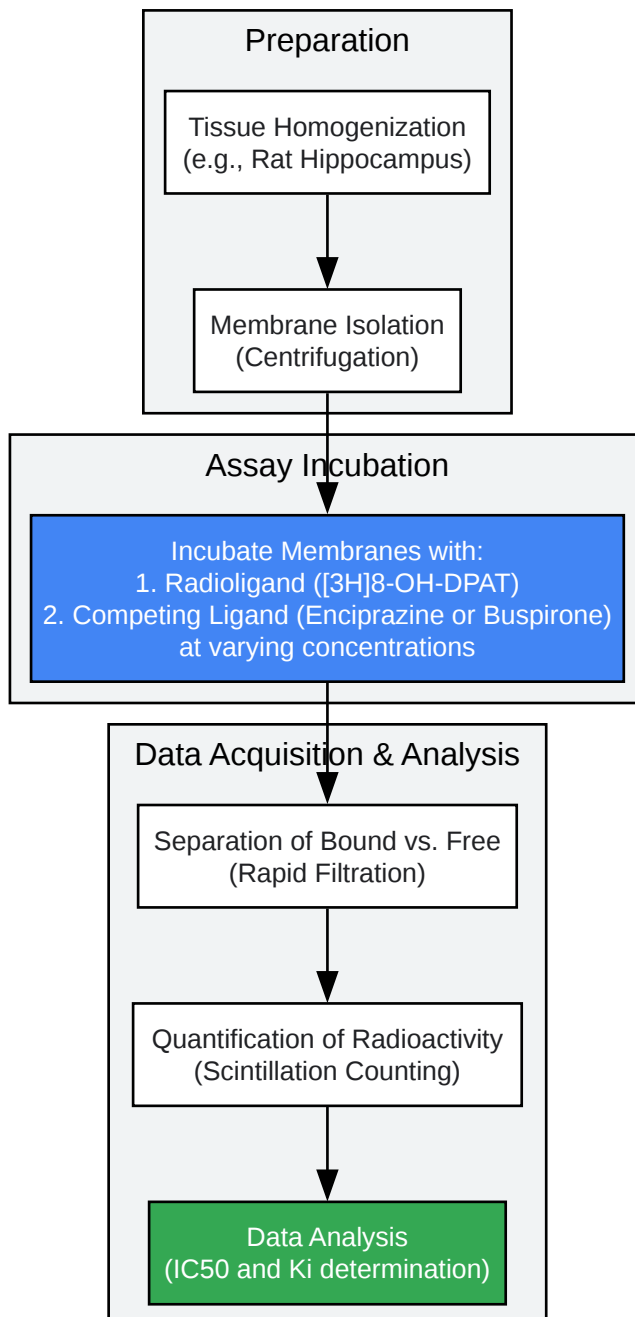 Preparation
Tissue Homogenization
(e.g., Rat Hippocampus)
Membrane Isolation
(Centrifugation)
Assay Incubation
Incubate Membranes with:
1. Radioligand ([3H]8-OH-DPAT)
2. Competing Ligand (Enciprazine or Buspirone)
at varying concentrations
Data Acquisition & Analysis
Separation of Bound vs. Free
(Rapid Filtration)
Quantification of Radioactivity
(Scintillation Counting)
Data Analysis
(IC50 and Ki determination)